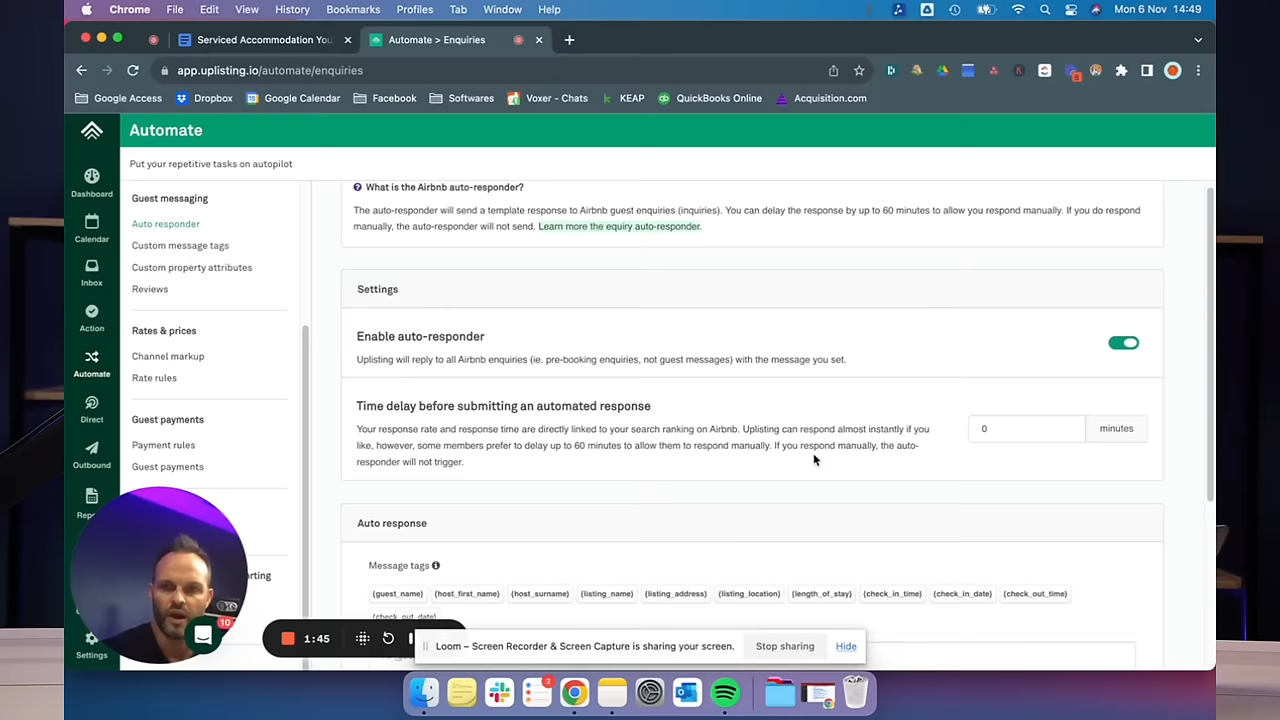 Chrome File Edit View History Bookmarks Profiles Tab Window Help Mon 6 Nov 14:49
Serviced Accommodation You
Automate > Enquiries
app.uplisting.io/automate/enquiries
Google Access Dropbox Google Calendar Facebook Softwares Voxer - Chats KEAP QuickBooks Online Acquisition.com
Automate
Put your repetitive tasks on autopilot
Dashboard
Calendar
Inbox
Action
Automate
Direct
Outbound
Settings
Guest messaging
Auto responder
Custom message tags
Custom property attributes
Reviews
Rates & prices
Channel markup
Rate rules
Guest payments
Payment rules
Guest payments
What is the Airbnb auto-responder?
The auto-responder will send a template response to Airbnb guest enquiries (inquiries). You can delay the response by up to 60 minutes to allow you respond manually. If you do respond
manually, the auto-responder will not send. Learn more the equiry auto-responder.
Settings
Enable auto-responder
Uplisting will reply to all Airbnb enquiries (ie. pre-booking enquiries, not guest messages) with the message you set.
Time delay before submitting an automated response
Your response rate and response time are directly linked to your search ranking on Airbnb. Uplisting can respond almost instantly if you
like, however, some members prefer to delay up to 60 minutes to allow them to respond manually. If you respond manually, the auto-
responder will not trigger.
0 minutes
Auto response
Message tags
{guest_name} {host_first_name} {host_surname} {listing_name} {listing_address} {listing_location} {length_of_stay} {check_in_time} {check_in_date} {check_out_time}
{check_out_date}
10
1:45
Loom – Screen Recorder & Screen Capture is sharing your screen. Stop sharing Hide
2